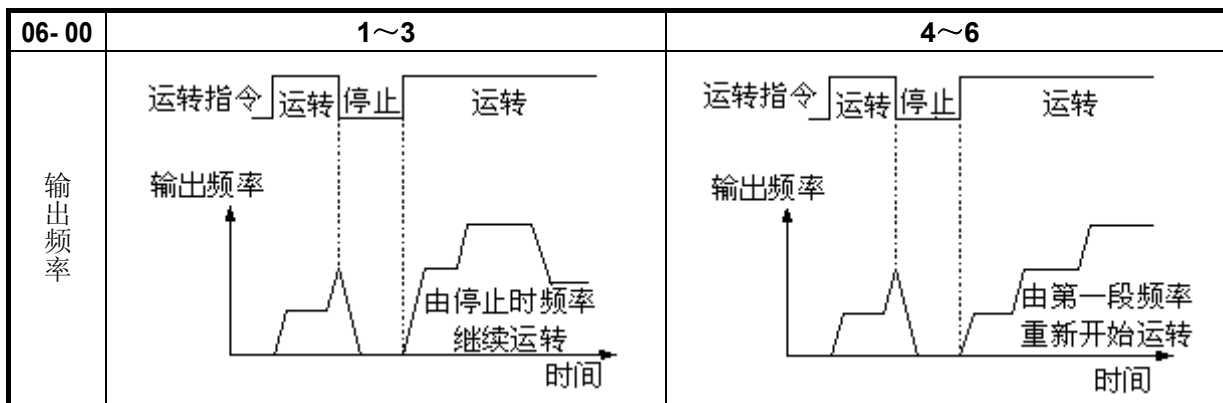 06- 00
1～3
4～6
输出频率
运转指令 运转 停止 运转
输出频率
由停止时频率
继续运转
时间
运转指令 运转 停止 运转
输出频率
由第一段频率
重新开始运转
时间